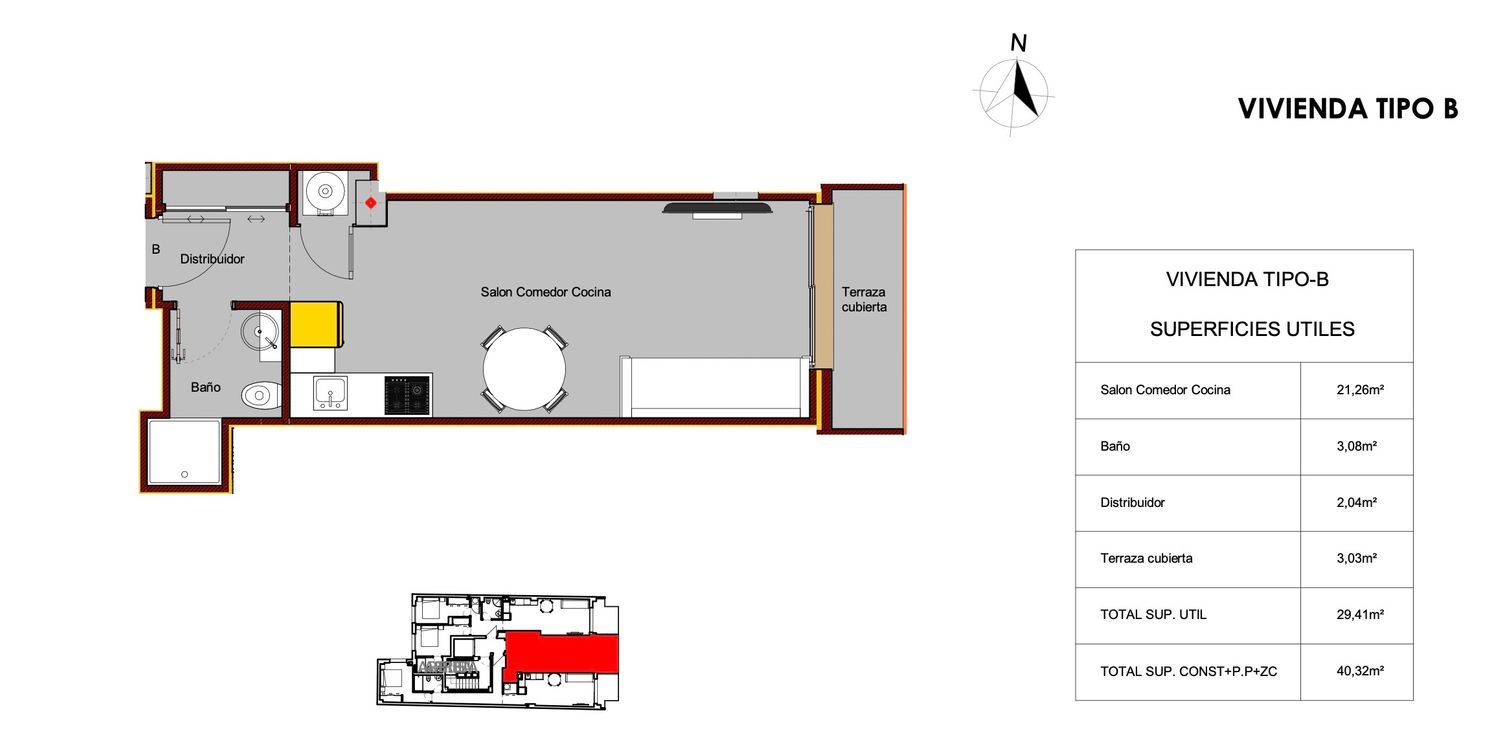 N
VIVIENDA TIPO B
B
Distribuidor
Salon Comedor Cocina
Terraza
cubierta
Baño
VIVIENDA TIPO-B
SUPERFICIES UTILES
Salon Comedor Cocina 21,26m²
Baño 3,08m²
Distribuidor 2,04m²
Terraza cubierta 3,03m²
TOTAL SUP. UTIL 29,41m²
TOTAL SUP. CONST+P.P+ZC 40,32m²